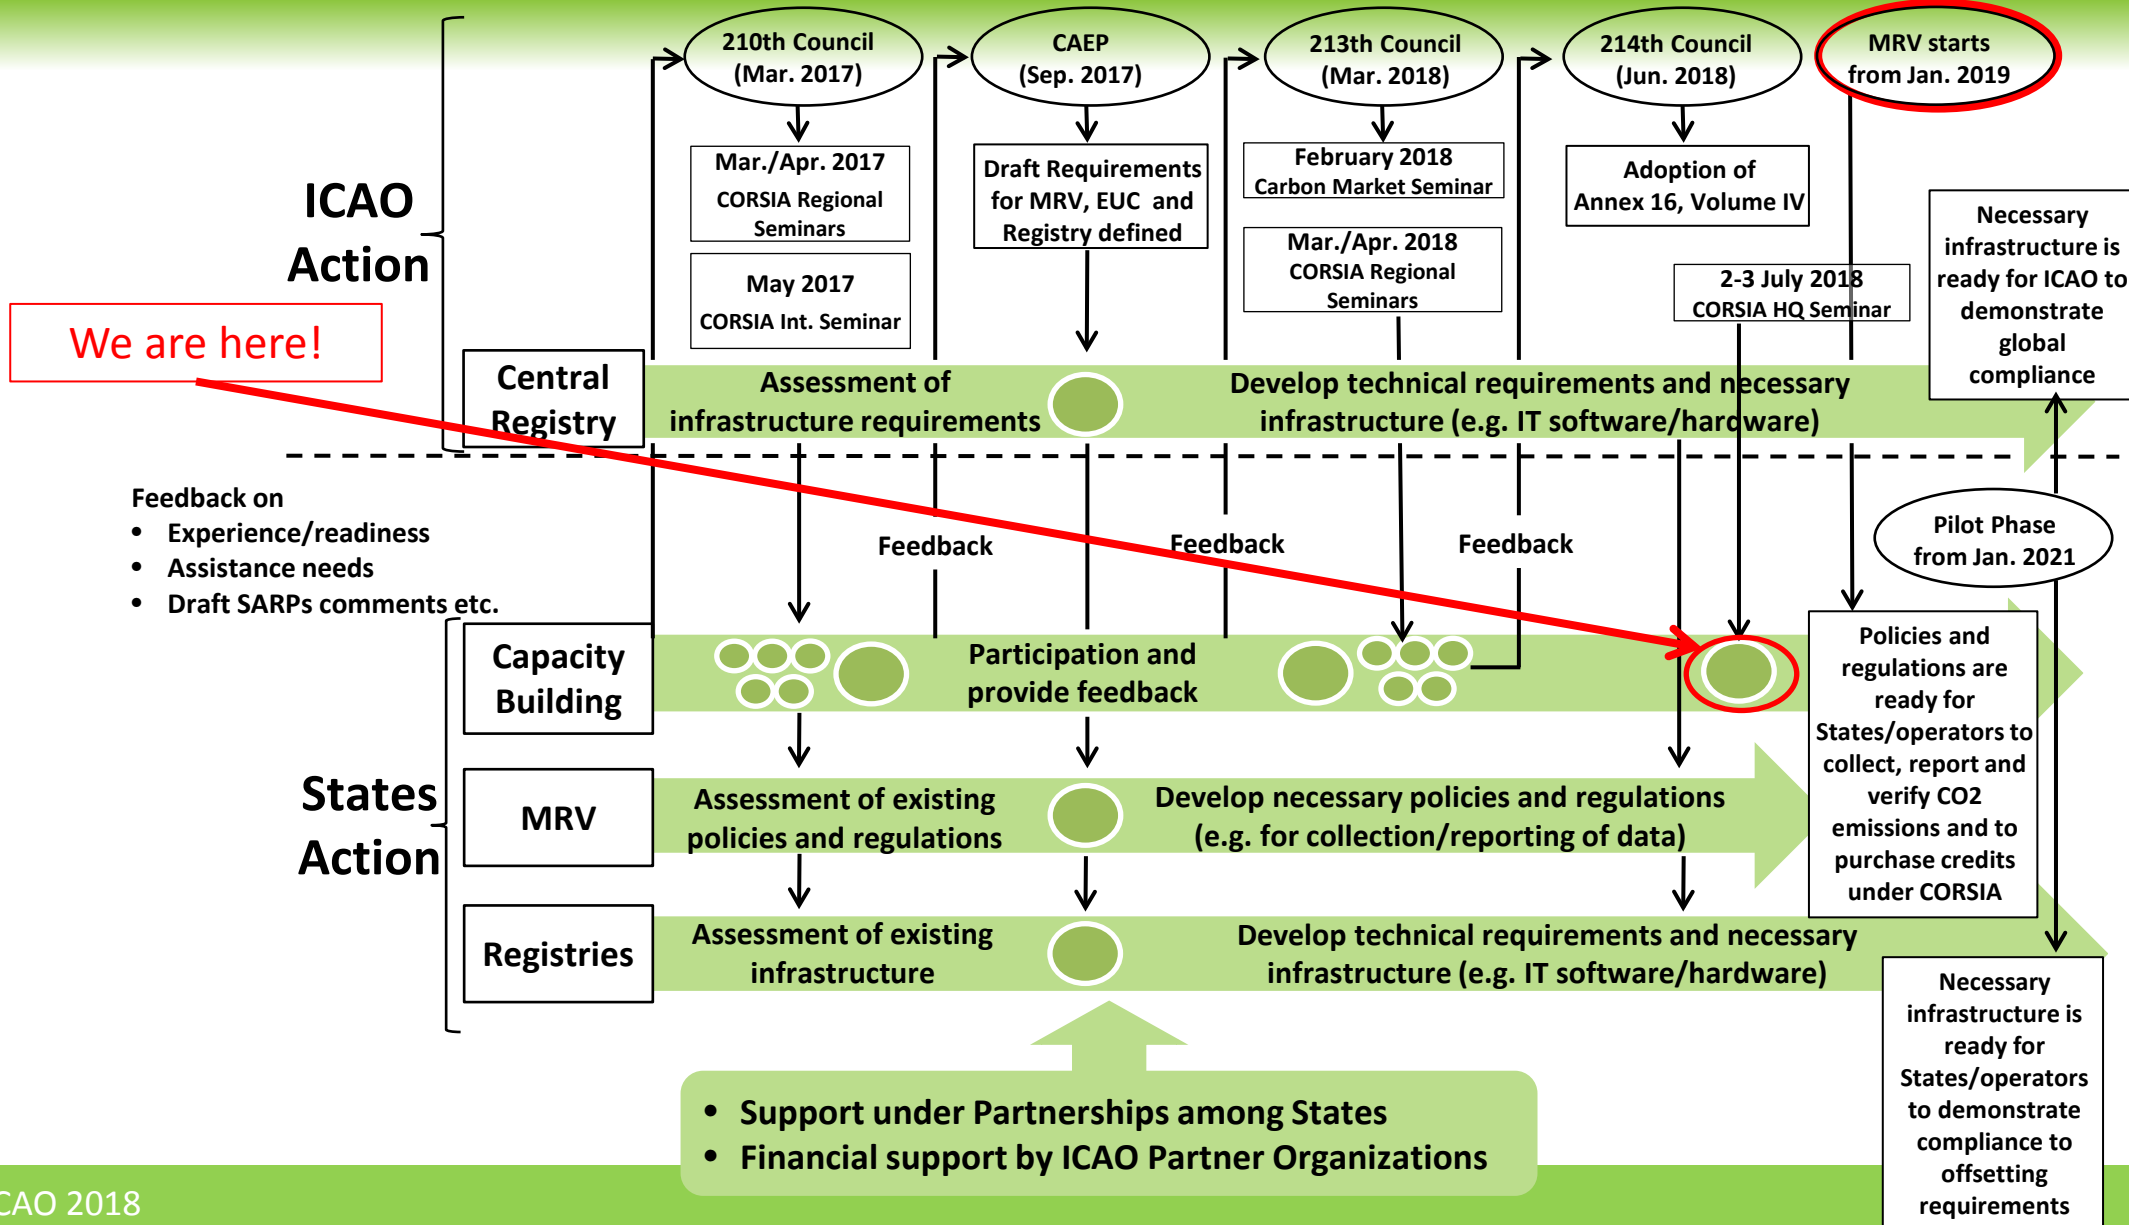 210th Council
(Mar. 2017)
CAEP
(Sep. 2017)
213th Council
(Mar. 2018)
214th Council
(Jun. 2018)
MRV starts
from Jan. 2019
Mar./Apr. 2017
CORSIA Regional
Seminars
May 2017
CORSIA Int. Seminar
Draft Requirements
for MRV, EUC and
Registry defined
February 2018
Carbon Market Seminar
Mar./Apr. 2018
CORSIA Regional
Seminars
Adoption of
Annex 16, Volume IV
2-3 July 2018
CORSIA HQ Seminar
Necessary
infrastructure is
ready for ICAO to
demonstrate
global
compliance
ICAO
Action
We are here!
Central
Registry
Assessment of
infrastructure requirements
Develop technical requirements and necessary
infrastructure (e.g. IT software/hardware)
Feedback on
• Experience/readiness
• Assistance needs
• Draft SARPs comments etc.
Feedback
Feedback
Feedback
Pilot Phase
from Jan. 2021
States
Action
Capacity
Building
Participation and
provide feedback
MRV
Assessment of existing
policies and regulations
Develop necessary policies and regulations
(e.g. for collection/reporting of data)
Policies and
regulations are
ready for
States/operators to
collect, report and
verify CO2
emissions and to
purchase credits
under CORSIA
Registries
Assessment of existing
infrastructure
Develop technical requirements and necessary
infrastructure (e.g. IT software/hardware)
Necessary
infrastructure is
ready for
States/operators
to demonstrate
compliance to
offsetting
requirements
• Support under Partnerships among States
• Financial support by ICAO Partner Organizations
CAO 2018